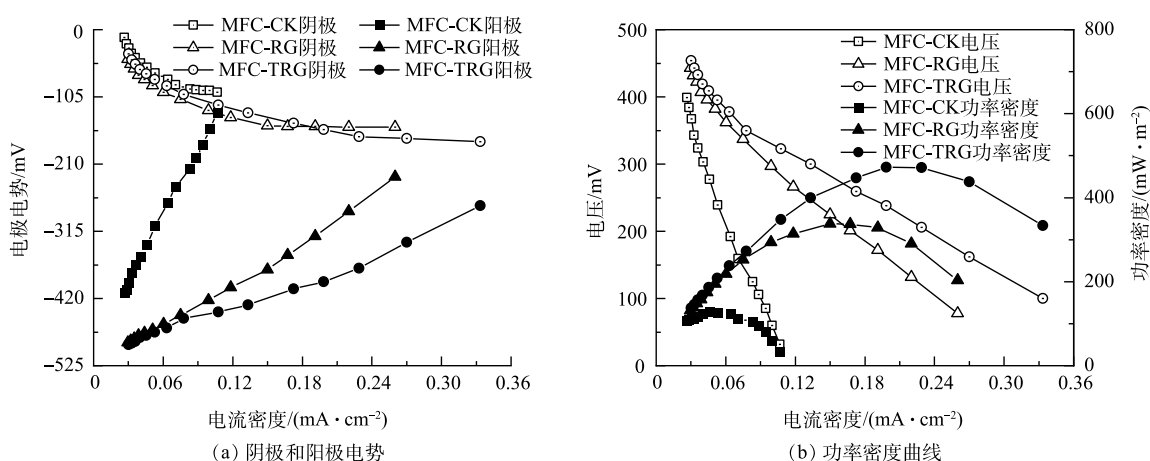 0
−105
−210
−315
−420
−525
电极电势/mV
MFC-CK阴极
MFC-RG阴极
MFC-TRG阴极
MFC-CK阳极
MFC-RG阳极
MFC-TRG阳极
0 0.06 0.12 0.18 0.24 0.30 0.36
电流密度/(mA·cm⁻²)
(a) 阴极和阳极电势
500
400
300
200
100
0
电压/mV
MFC-CK电压
MFC-RG电压
MFC-TRG电压
MFC-CK功率密度
MFC-RG功率密度
MFC-TRG功率密度
800
600
400
200
0
功率密度/(mW·m⁻²)
0 0.06 0.12 0.18 0.24 0.30 0.36
电流密度/(mA·cm⁻²)
(b) 功率密度曲线